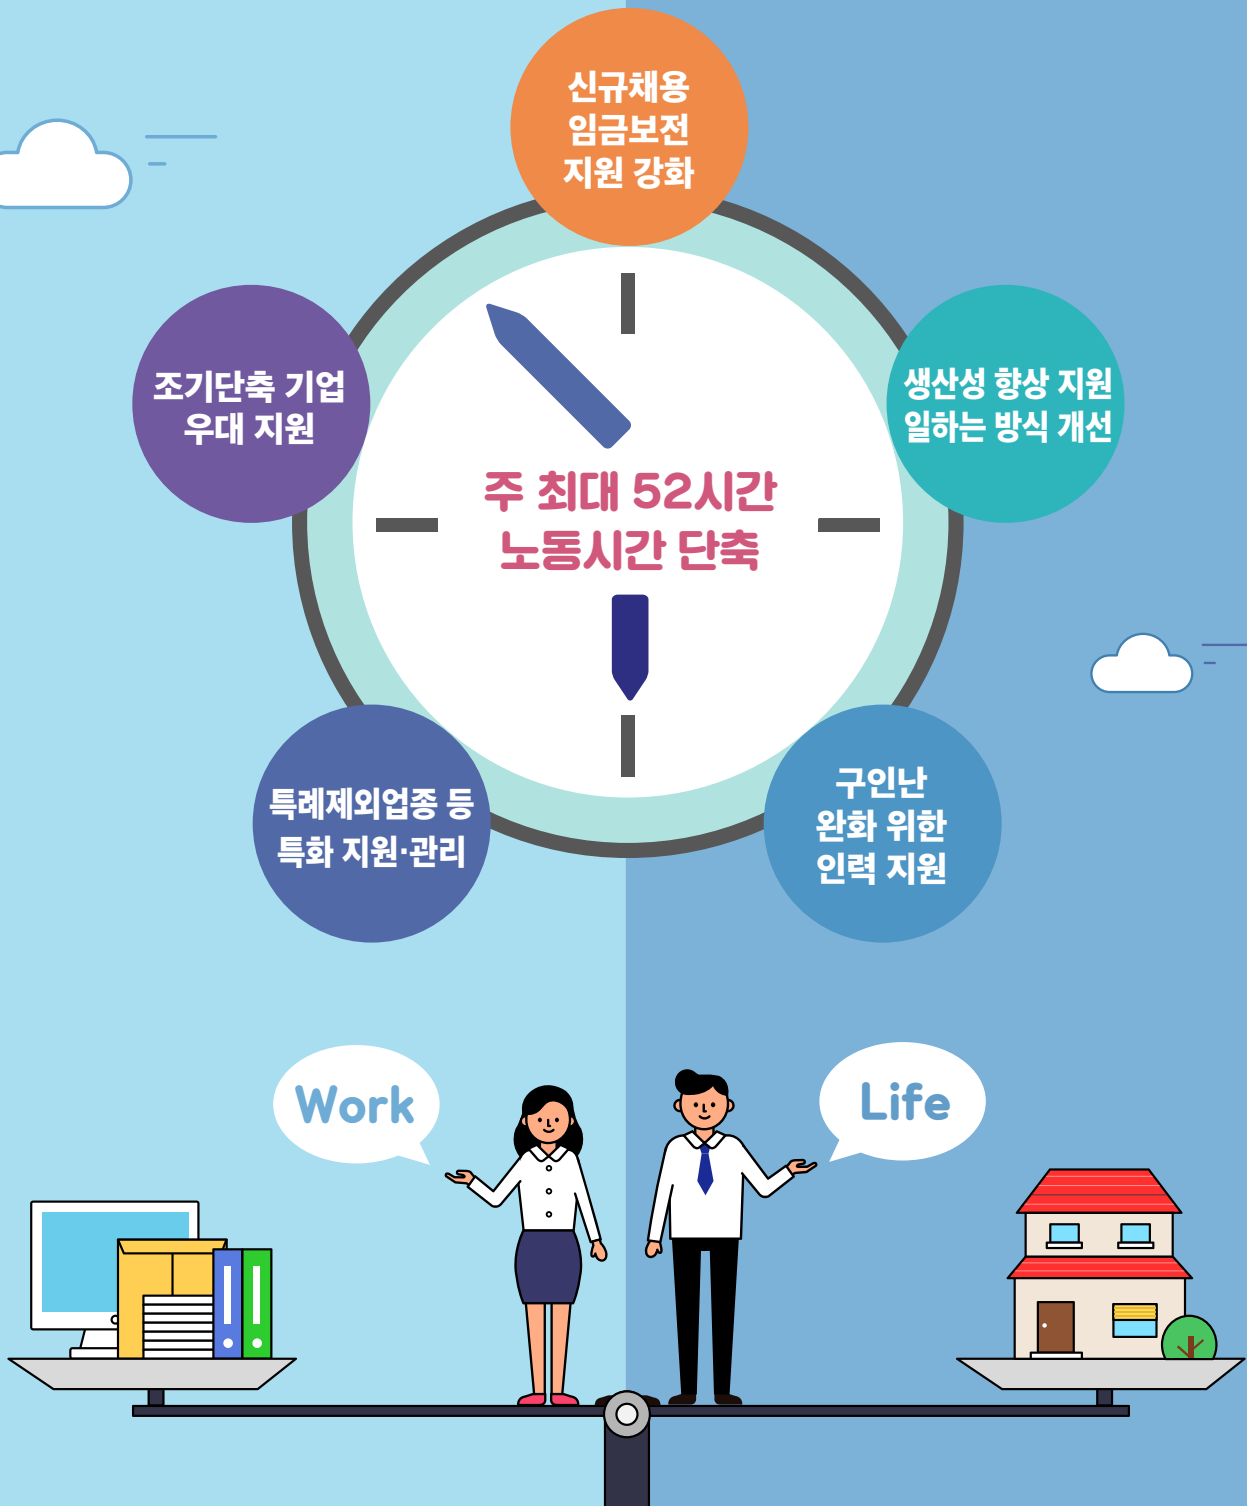 신규채용
임금보전
지원 강화
조기단축 기업
우대 지원
생산성 향상 지원
일하는 방식 개선
주 최대 52시간
노동시간 단축
특례제외업종 등
특화 지원·관리
구인난
완화 위한
인력 지원
Work
Life